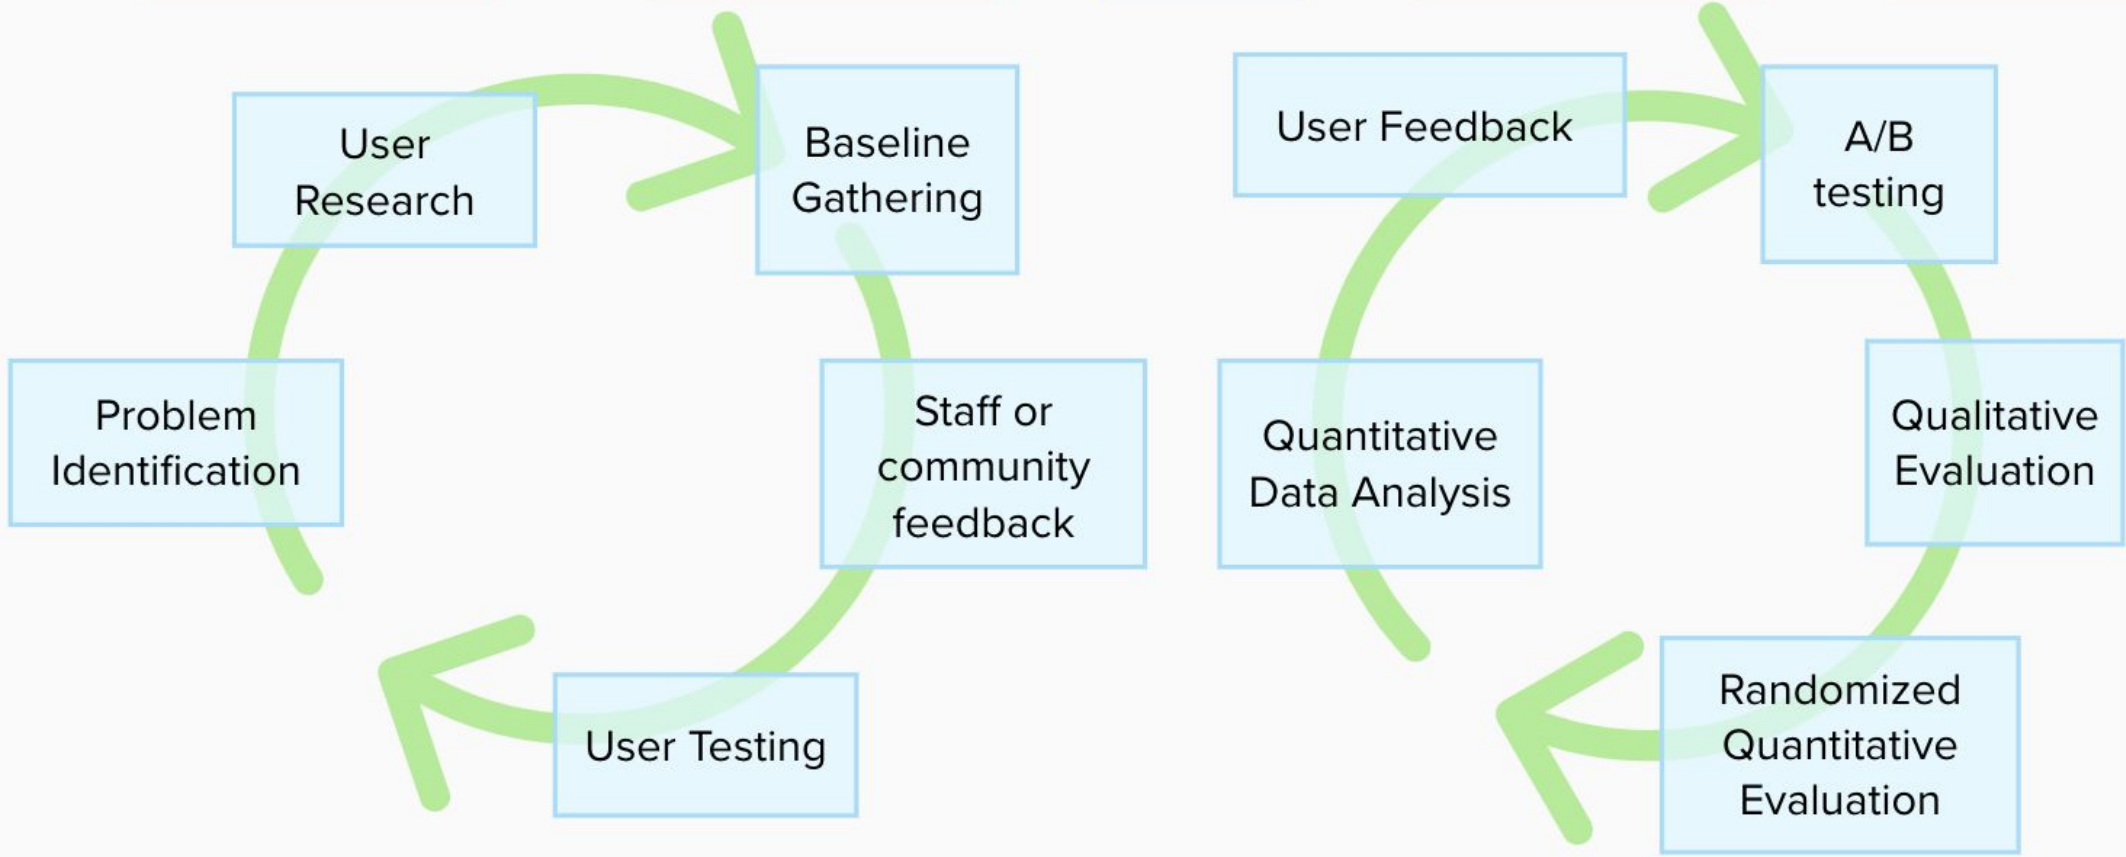 User
Research
Baseline
Gathering
Problem
Identification
Staff or
community
feedback
User Testing
User Feedback
A/B
testing
Quantitative
Data Analysis
Qualitative
Evaluation
Randomized
Quantitative
Evaluation